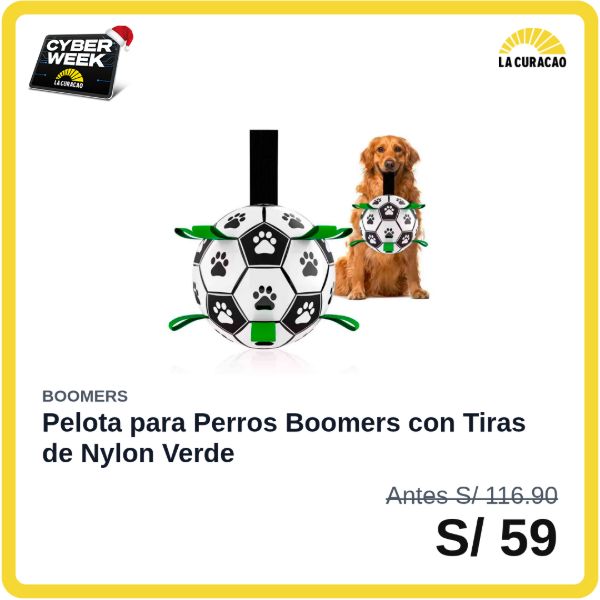 CYBER
WEEK
LA CURACAO
LA CURACAO
BOOMERS
Pelota para Perros Boomers con Tiras
de Nylon Verde
Antes S/ 116.90
S/ 59